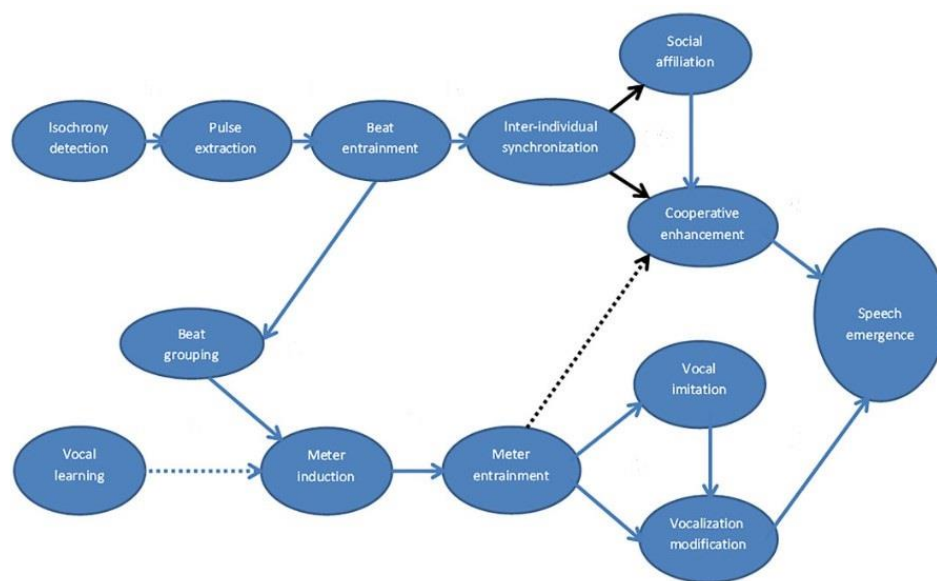 Social
affiliation
Isochrony
detection
Pulse
extraction
Beat
entrainment
Inter-individual
synchronization
Cooperative
enhancement
Speech
emergence
Beat
grouping
Vocal
imitation
Vocal
learning
Meter
induction
Meter
entrainment
Vocalization
modification